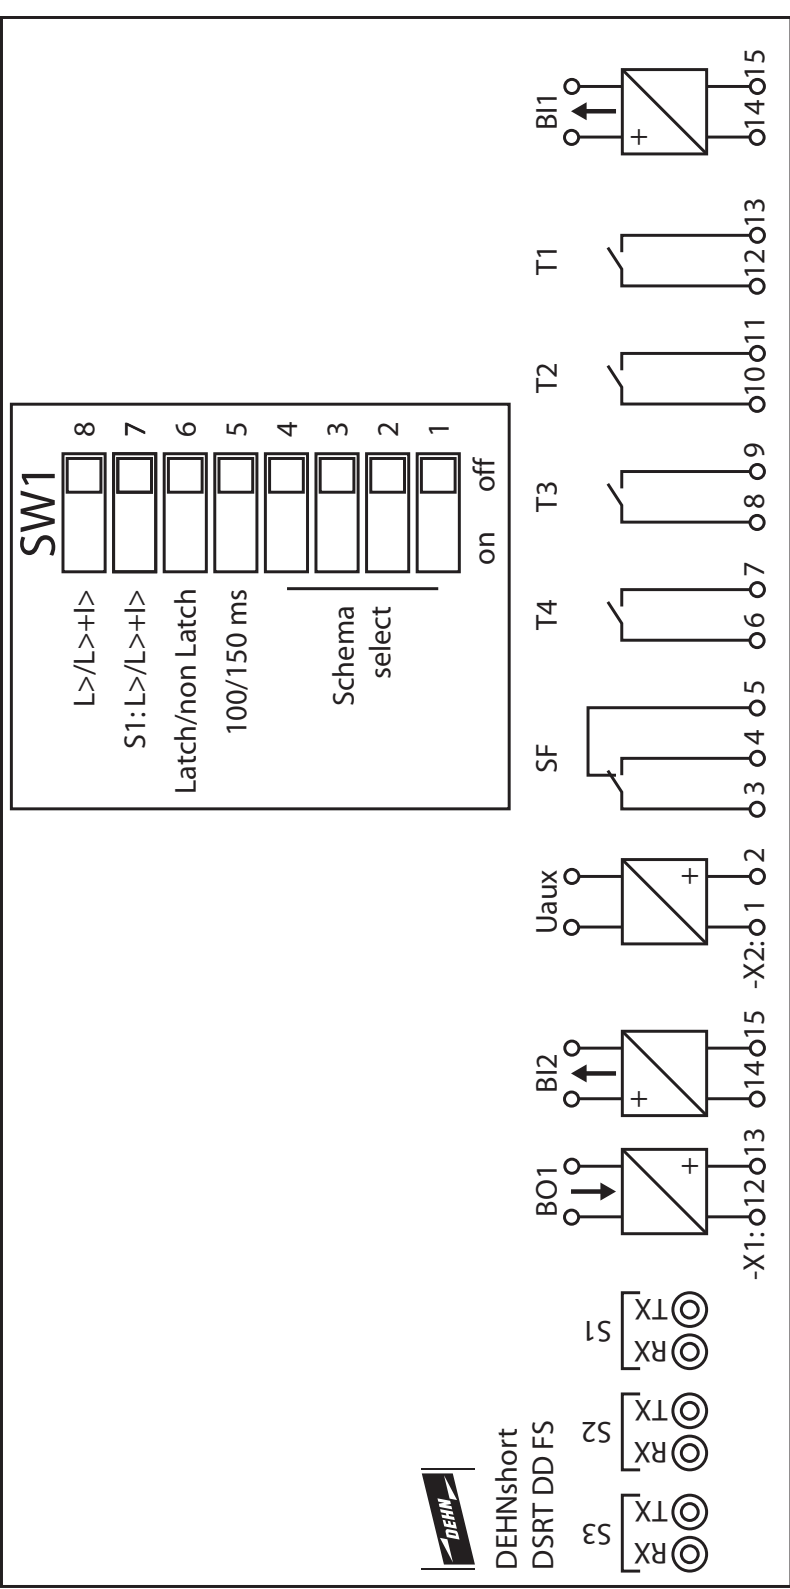 SW1
L>/L>+I> 8
S1: L>/L>+I> 7
Latch/non Latch 6
100/150 ms 5
4
Schema 3
select 2
1
on off
DEHN
DEHNshort
DSRT DD FS
BO1 BI2 Uaux SF T4 T3 T2 T1 BI1
S3 S2 S1
RX TX RX TX RX TX
+ + + +
-X1: 12 13 14 15 -X2: 1 2 3 4 5 6 7 8 9 10 11 12 13 14 15